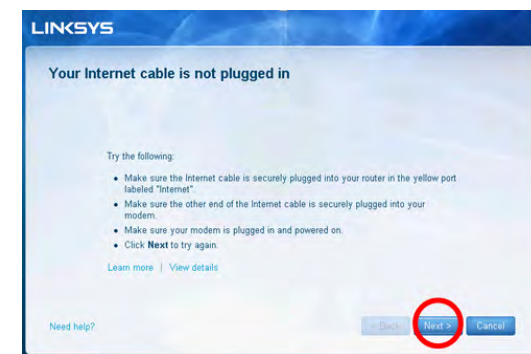 LINKSYS
Your Internet cable is not plugged in
Try the following:
• Make sure the Internet cable is securely plugged into your router in the yellow port
labeled "Internet".
• Make sure the other end of the Internet cable is securely plugged into your
modem.
• Make sure your modem is plugged in and powered on.
• Click Next to try again.
Learn more | View details
Need help? < Back Next > Cancel